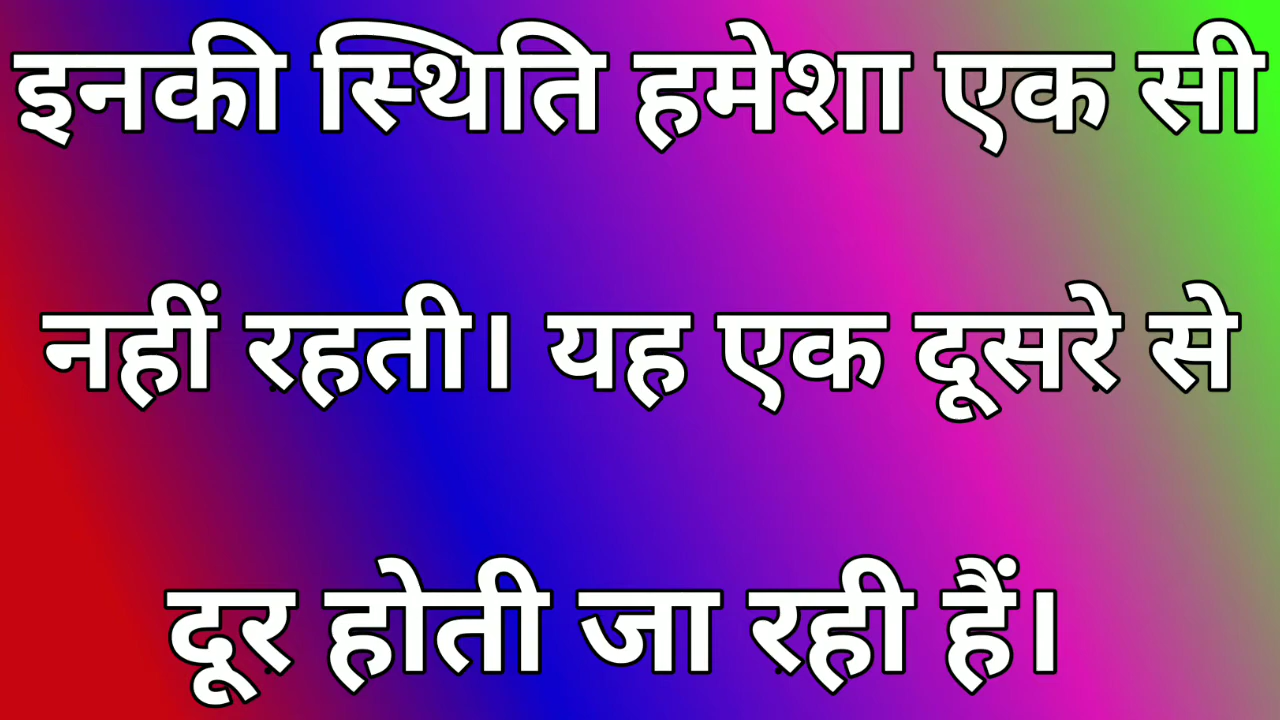 इनकी स्थिति हमेशा एक सी
नहीं रहती। यह एक दूसरे से
दूर होती जा रही हैं।